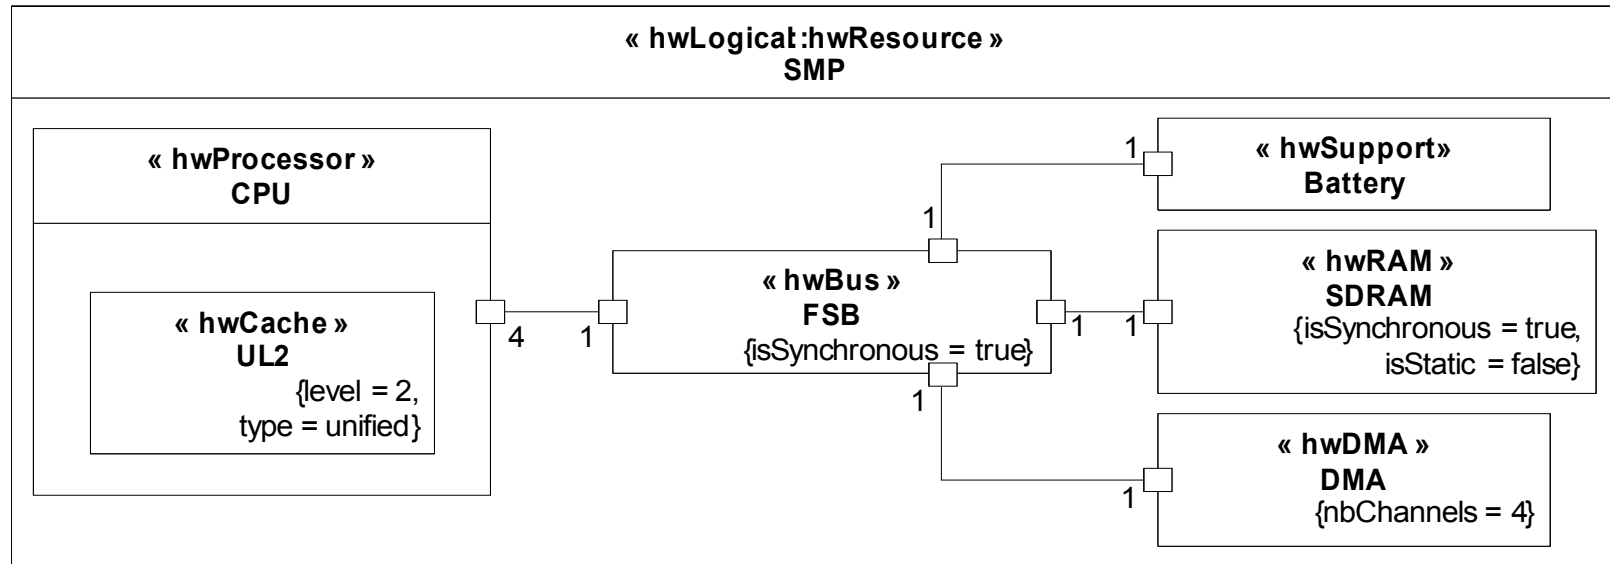 « hwLogical::hwResource »
SMP
« hwProcessor »
CPU
« hwCache »
UL2
{level = 2,
type = unified}
4
1
« hwBus »
FSB
{isSynchronous = true}
1
1
1
1
« hwSupport»
Battery
1
« hwRAM »
SDRAM
{isSynchronous = true,
isStatic = false}
1
« hwDMA »
DMA
{nbChannels = 4}
1